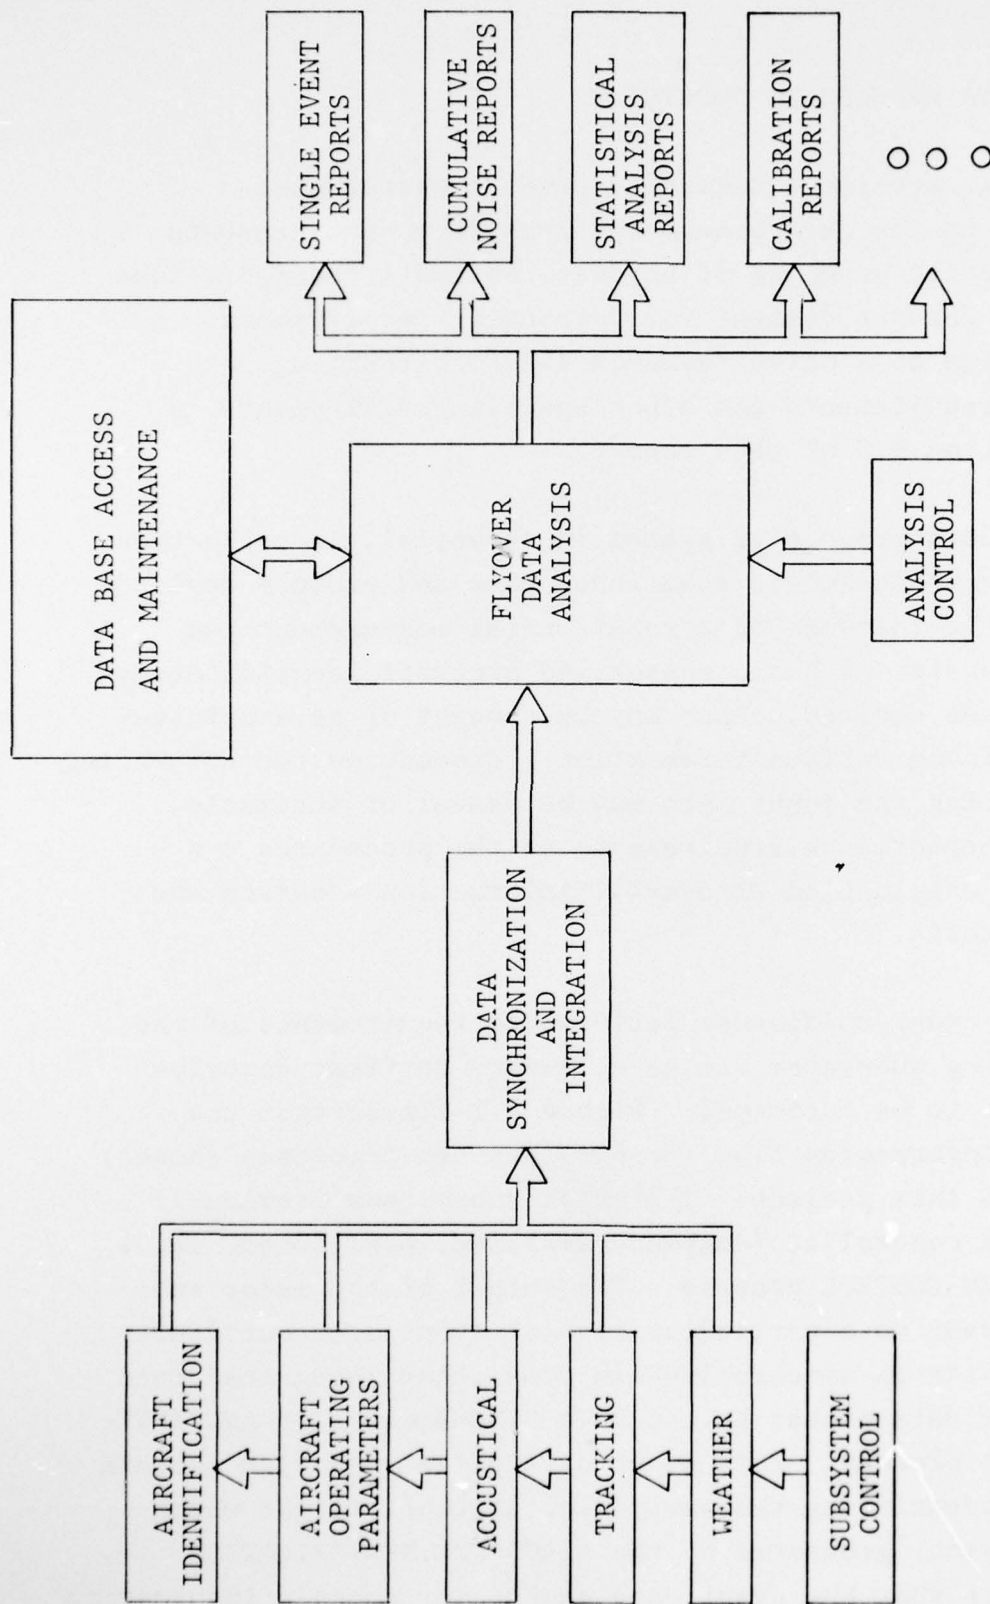 AIRCRAFT
IDENTIFICATION
AIRCRAFT
OPERATING
PARAMETERS
ACCOUSTICAL
TRACKING
WEATHER
SUBSYSTEM
CONTROL
DATA
SYNCHRONIZATION
AND
INTEGRATION
DATA BASE ACCESS
AND MAINTENANCE
FLYOVER
DATA
ANALYSIS
ANALYSIS
CONTROL
SINGLE EVENT
REPORTS
CUMULATIVE
NOISE REPORTS
STATISTICAL
ANALYSIS
REPORTS
CALIBRATION
REPORTS